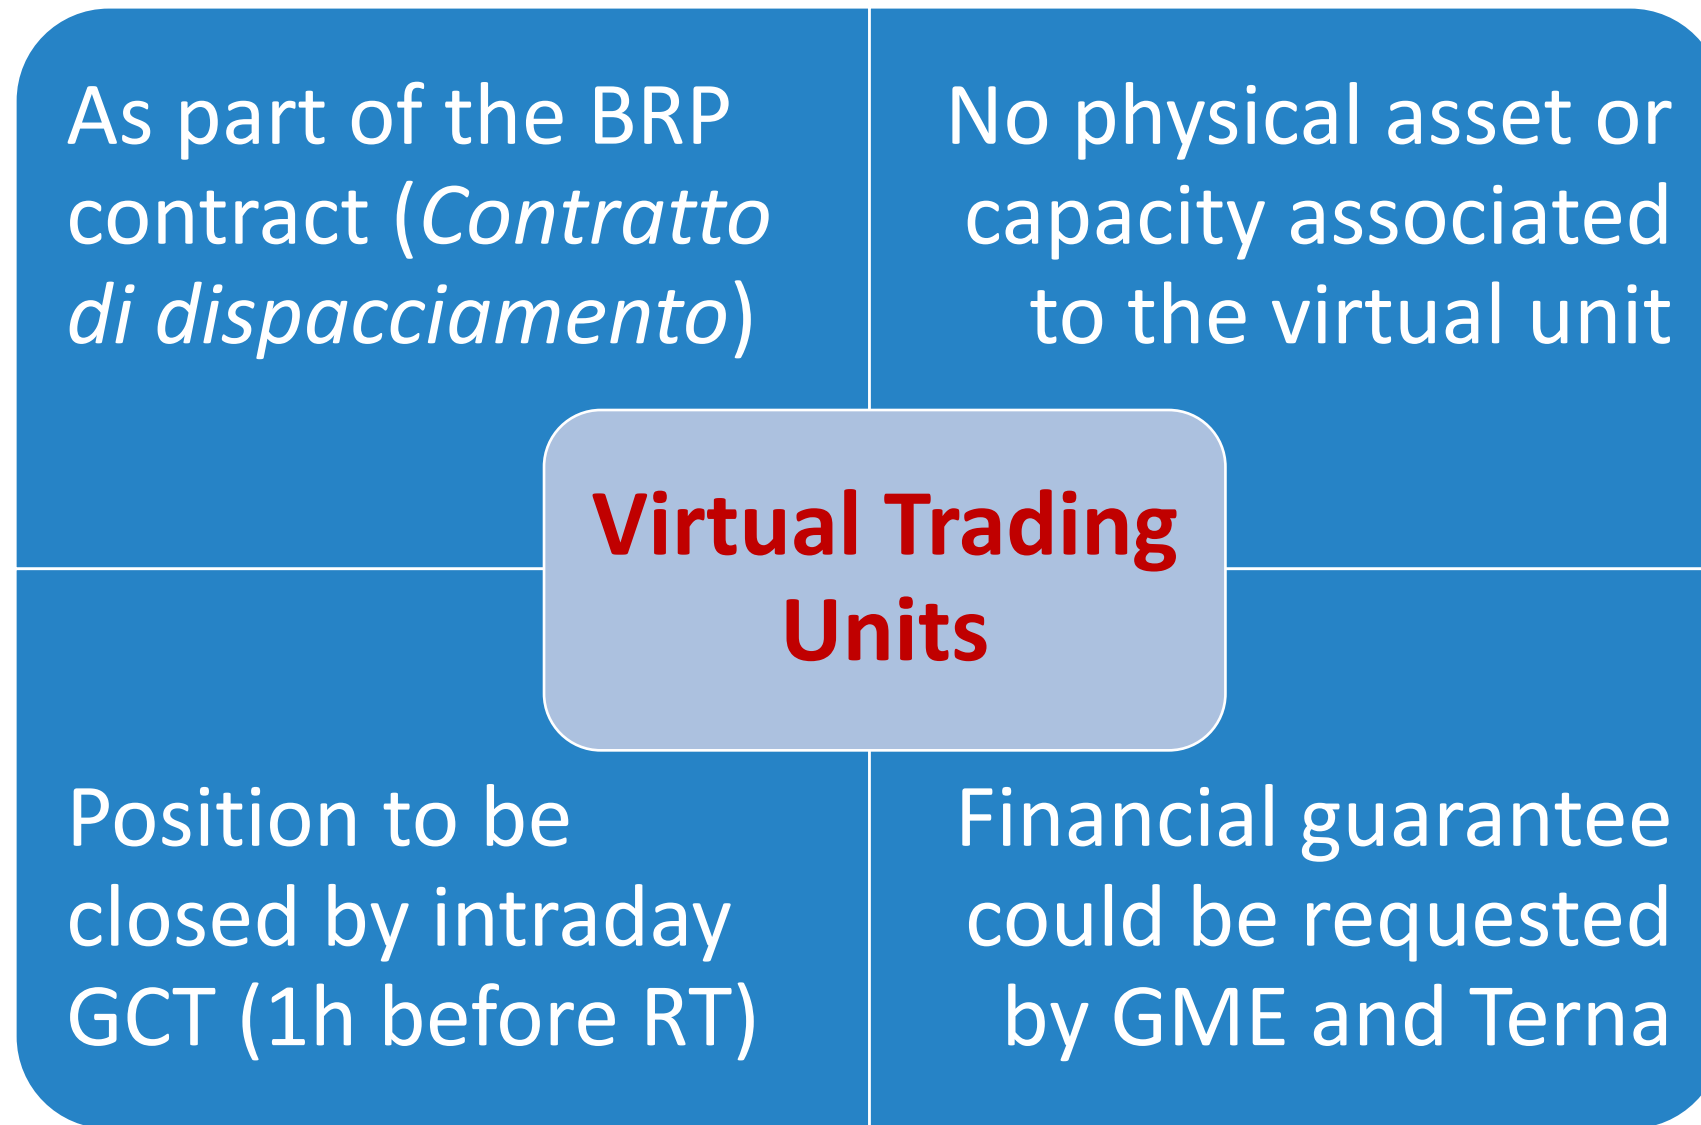 As part of the BRP
contract (Contratto
di dispacciamento)
No physical asset or
capacity associated
to the virtual unit
Virtual Trading
Units
Position to be
closed by intraday
GCT (1h before RT)
Financial guarantee
could be requested
by GME and Terna